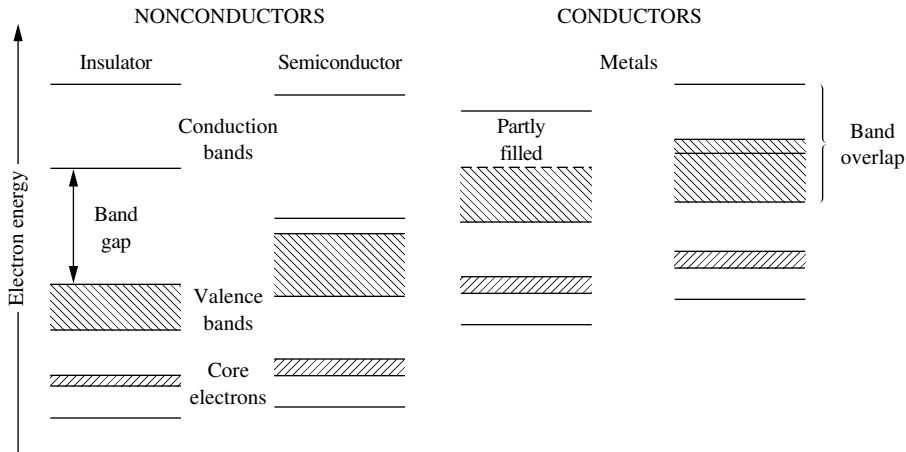 NONCONDUCTORS
CONDUCTORS
Insulator
Semiconductor
Metals
Conduction
bands
Partly
filled
Band
overlap
Band
gap
Electron energy
Valence
bands
Core
electrons